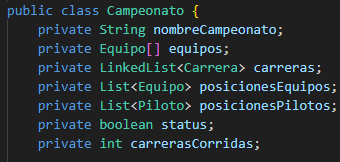 public class Campeonato {
    private String nombreCampeonato;
    private Equipo[] equipos;
    private LinkedList<Carrera> carreras;
    private List<Equipo> posicionesEquipos;
    private List<Piloto> posicionesPilotos;
    private boolean status;
    private int carrerasCorridas;